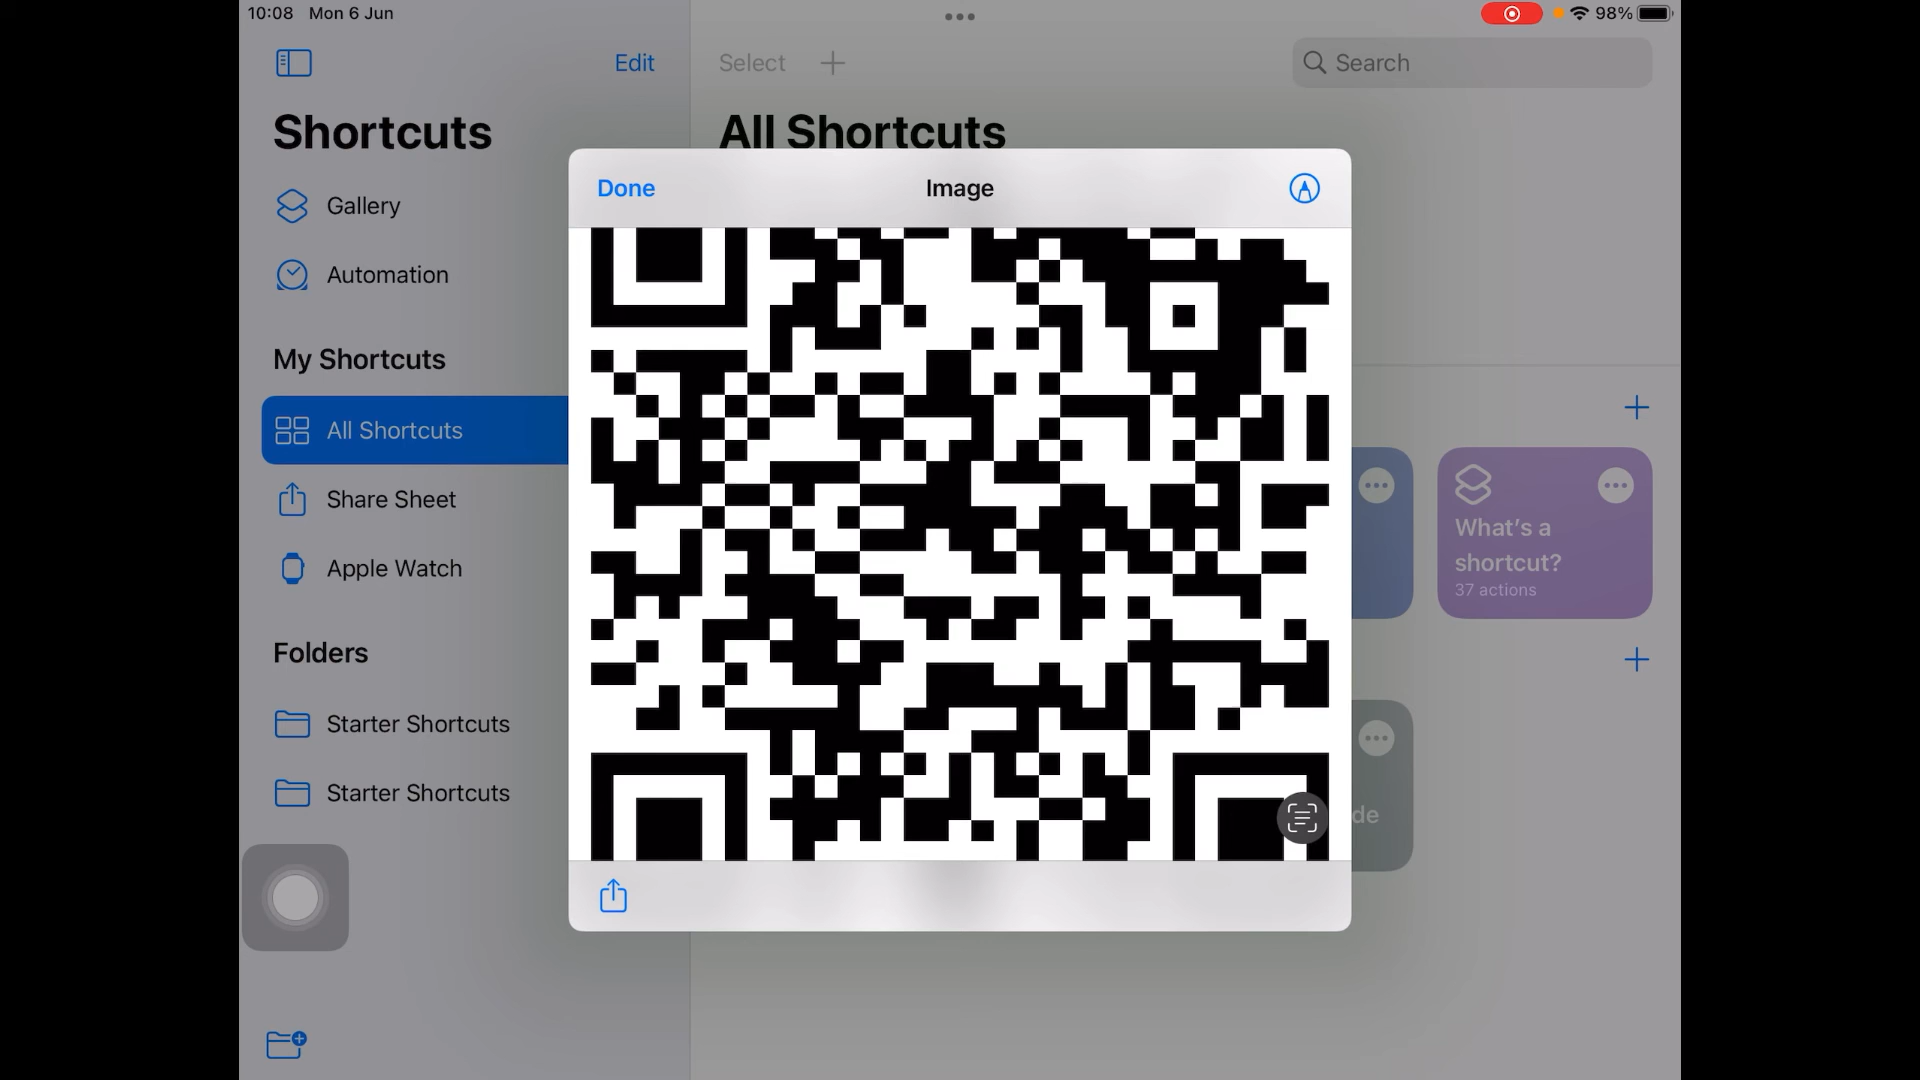 10:08 Mon 6 Jun
98%
Edit
Select
Search
Shortcuts
All Shortcuts
Done
Image
Gallery
Automation
My Shortcuts
All Shortcuts
Share Sheet
Apple Watch
What's a
shortcut?
37 actions
Folders
Starter Shortcuts
Starter Shortcuts
de